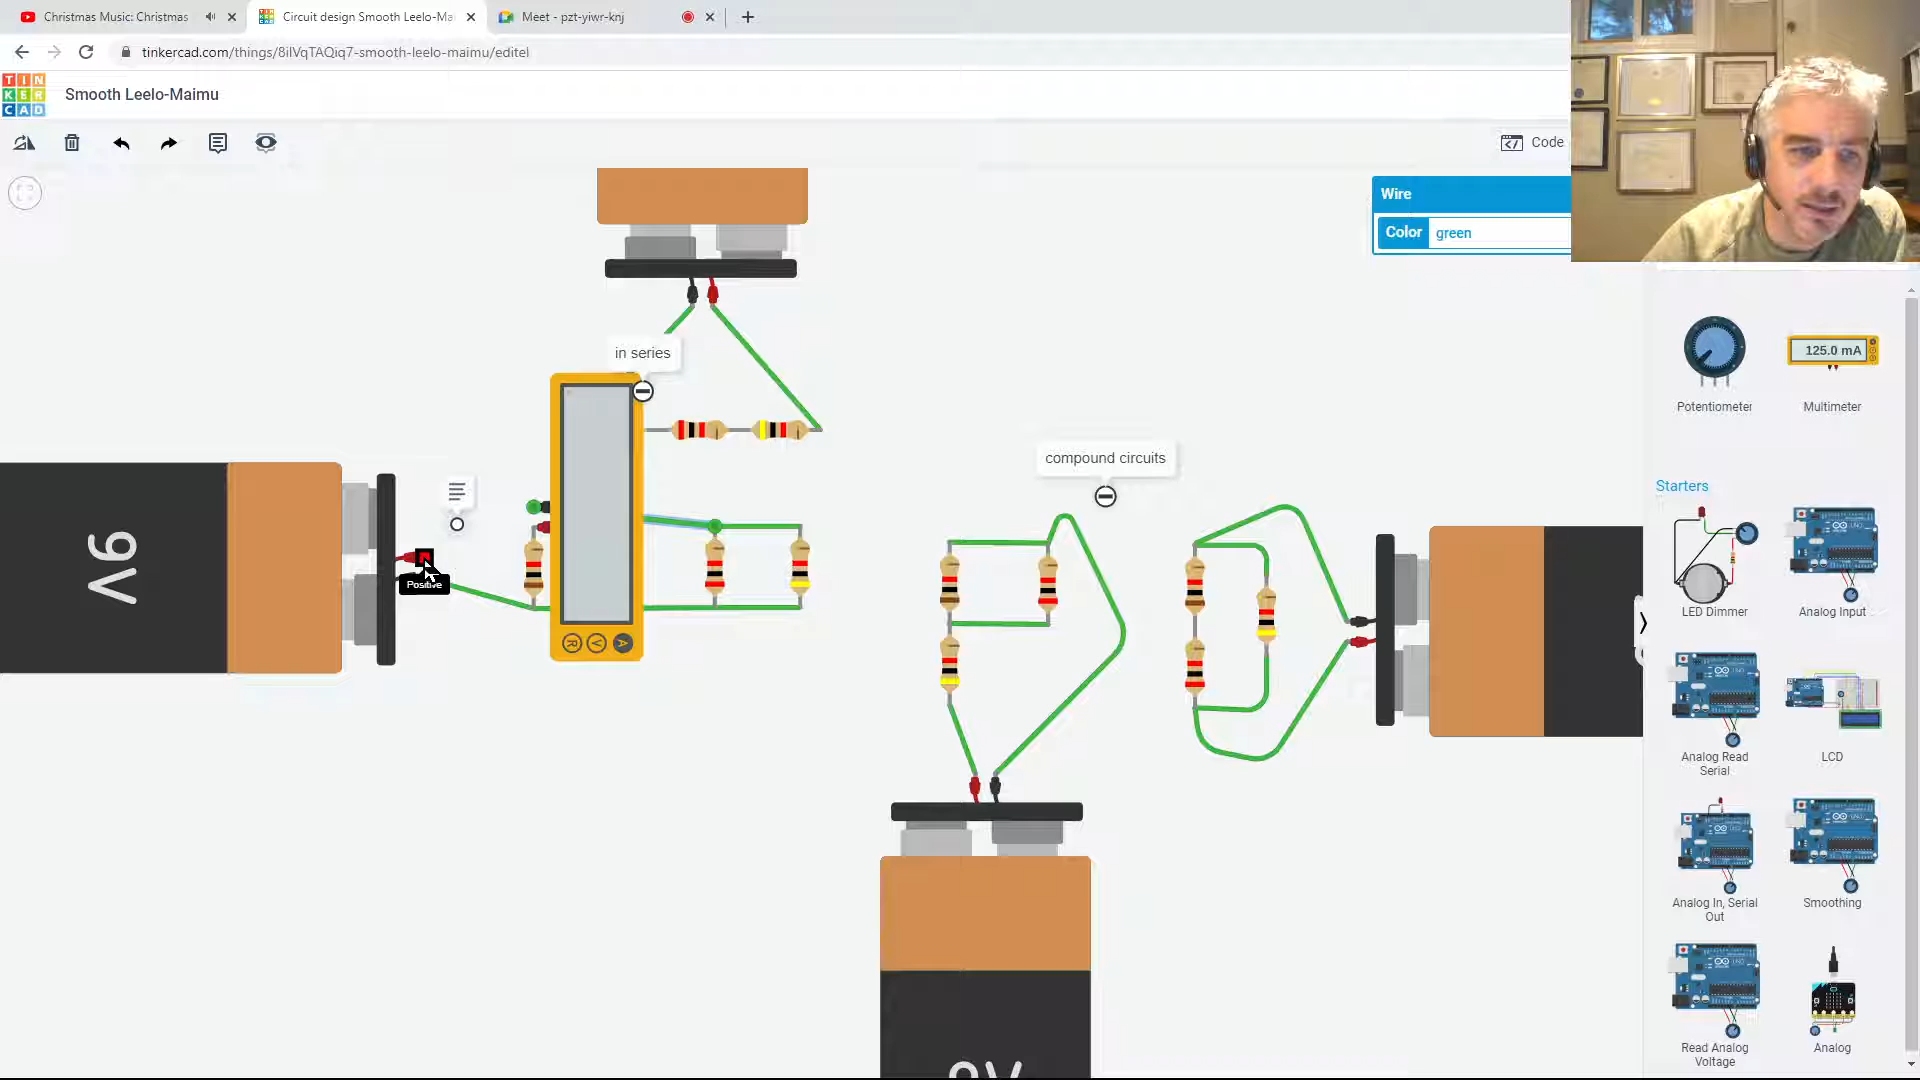 Christmas Music: Christmas
Circuit design Smooth Leelo-Ma
Meet - pzt-yiwr-knj
tinkercad.com/things/8ilVqTAQiq7-smooth-leelo-maimu/editel
TIN
KER
CAD
Smooth Leelo-Maimu
Code
Wire
Color green
in series
compound circuits
9V
Positive
R V A
9V
125.0 mA
Potentiometer
Multimeter
Starters
LED Dimmer
Analog Input
Analog Read
Serial
LCD
Analog In, Serial
Out
Smoothing
Read Analog
Voltage
Analog